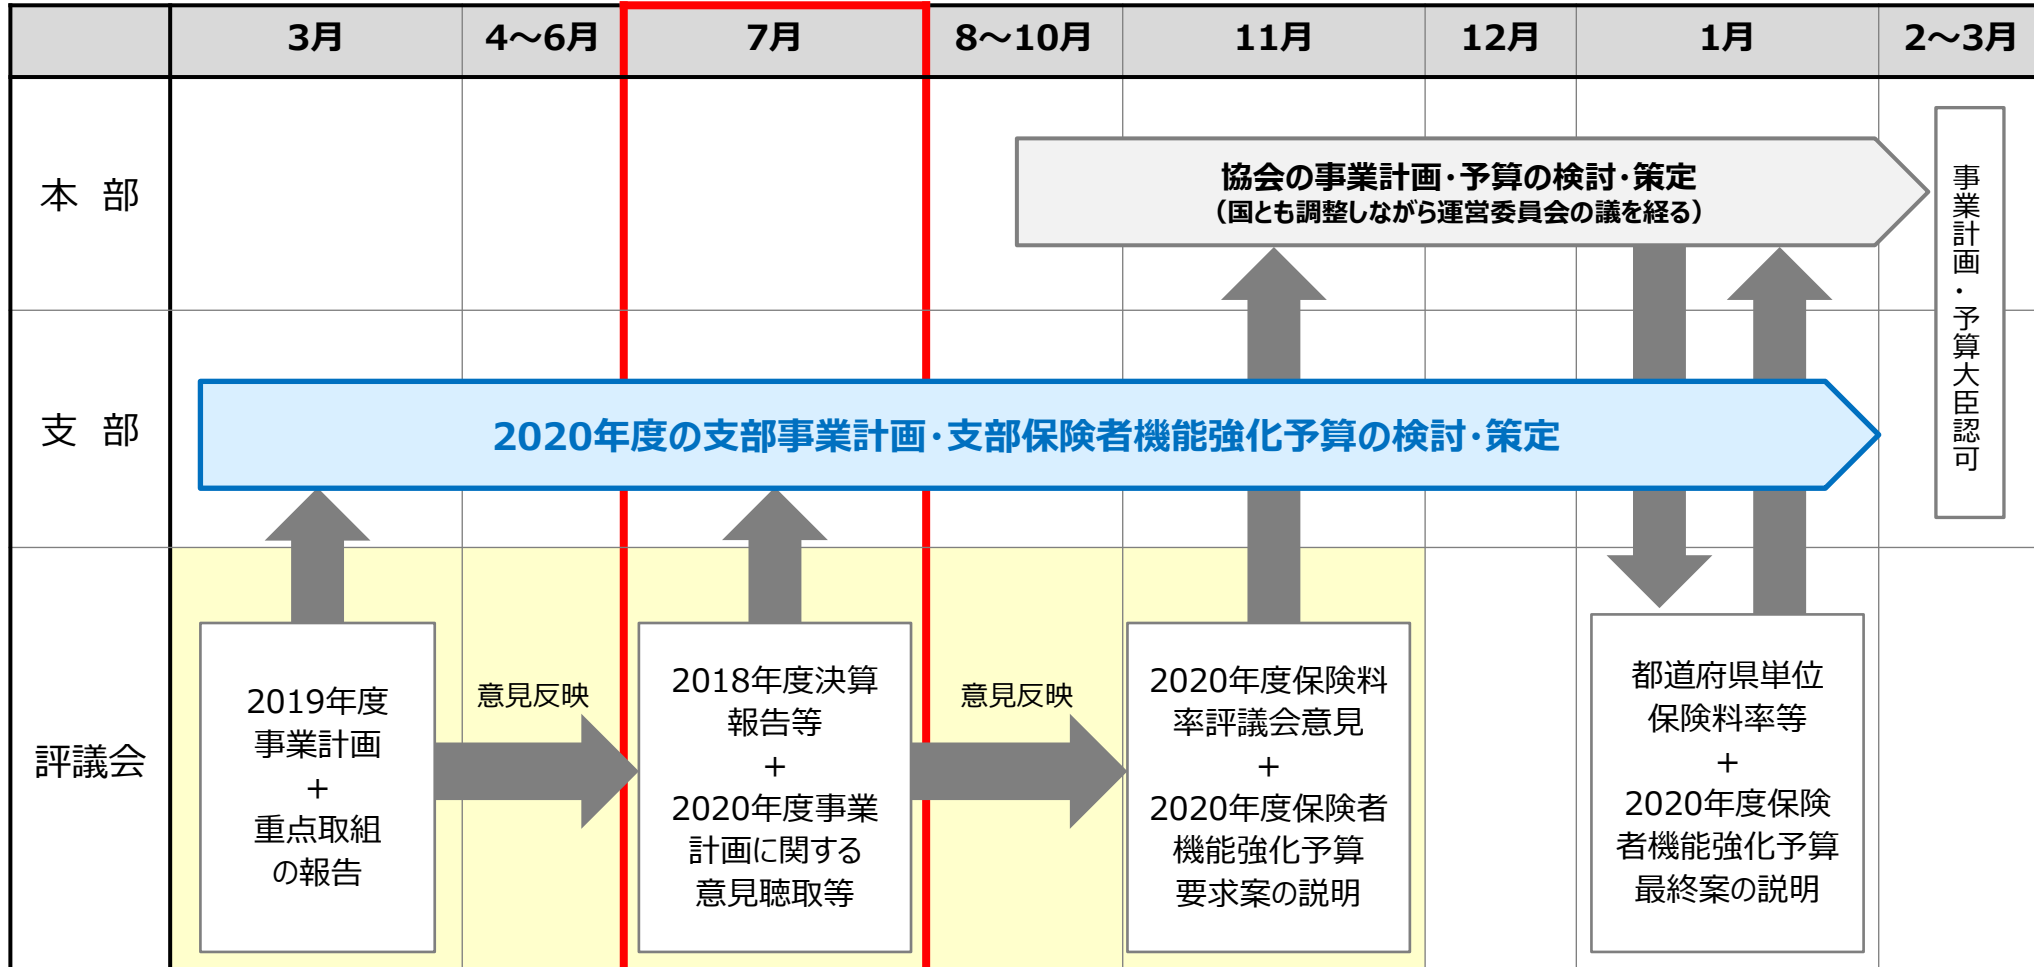 3月
4～6月
7月
8～10月
11月
12月
1月
2～3月
本 部
協会の事業計画･予算の検討･策定
（国とも調整しながら運営委員会の議を経る）
事業計画・予算大臣認可
支 部
2020年度の支部事業計画･支部保険者機能強化予算の検討･策定
評議会
2019年度
事業計画
＋
重点取組
の報告
意見反映
2018年度決算
報告等
＋
2020年度事業
計画に関する
意見聴取等
意見反映
2020年度保険料
率評議会意見
＋
2020年度保険者
機能強化予算
要求案の説明
都道府県単位
保険料率等
＋
2020年度保険
者機能強化予算
最終案の説明